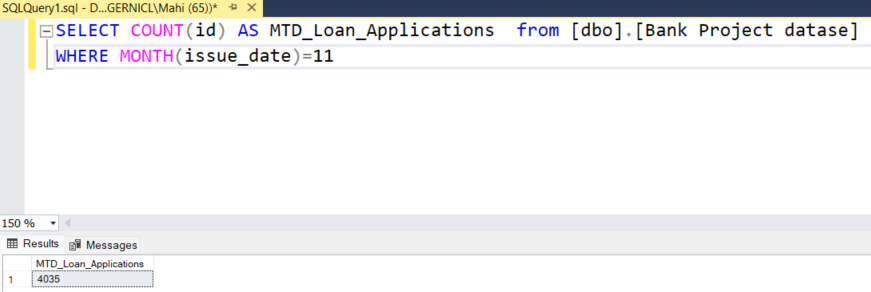 SQLQuery1.sql - D...GERNICL\Mahi (65))*
SELECT COUNT(id) AS MTD_Loan_Applications from [dbo].[Bank Project datase]
WHERE MONTH(issue_date)=11
150 %
Results Messages
MTD_Loan_Applications
1 4035